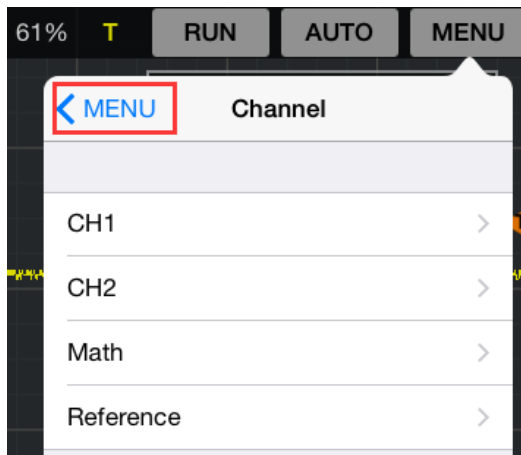 61% T RUN AUTO MENU
MENU Channel
CH1
CH2
Math
Reference